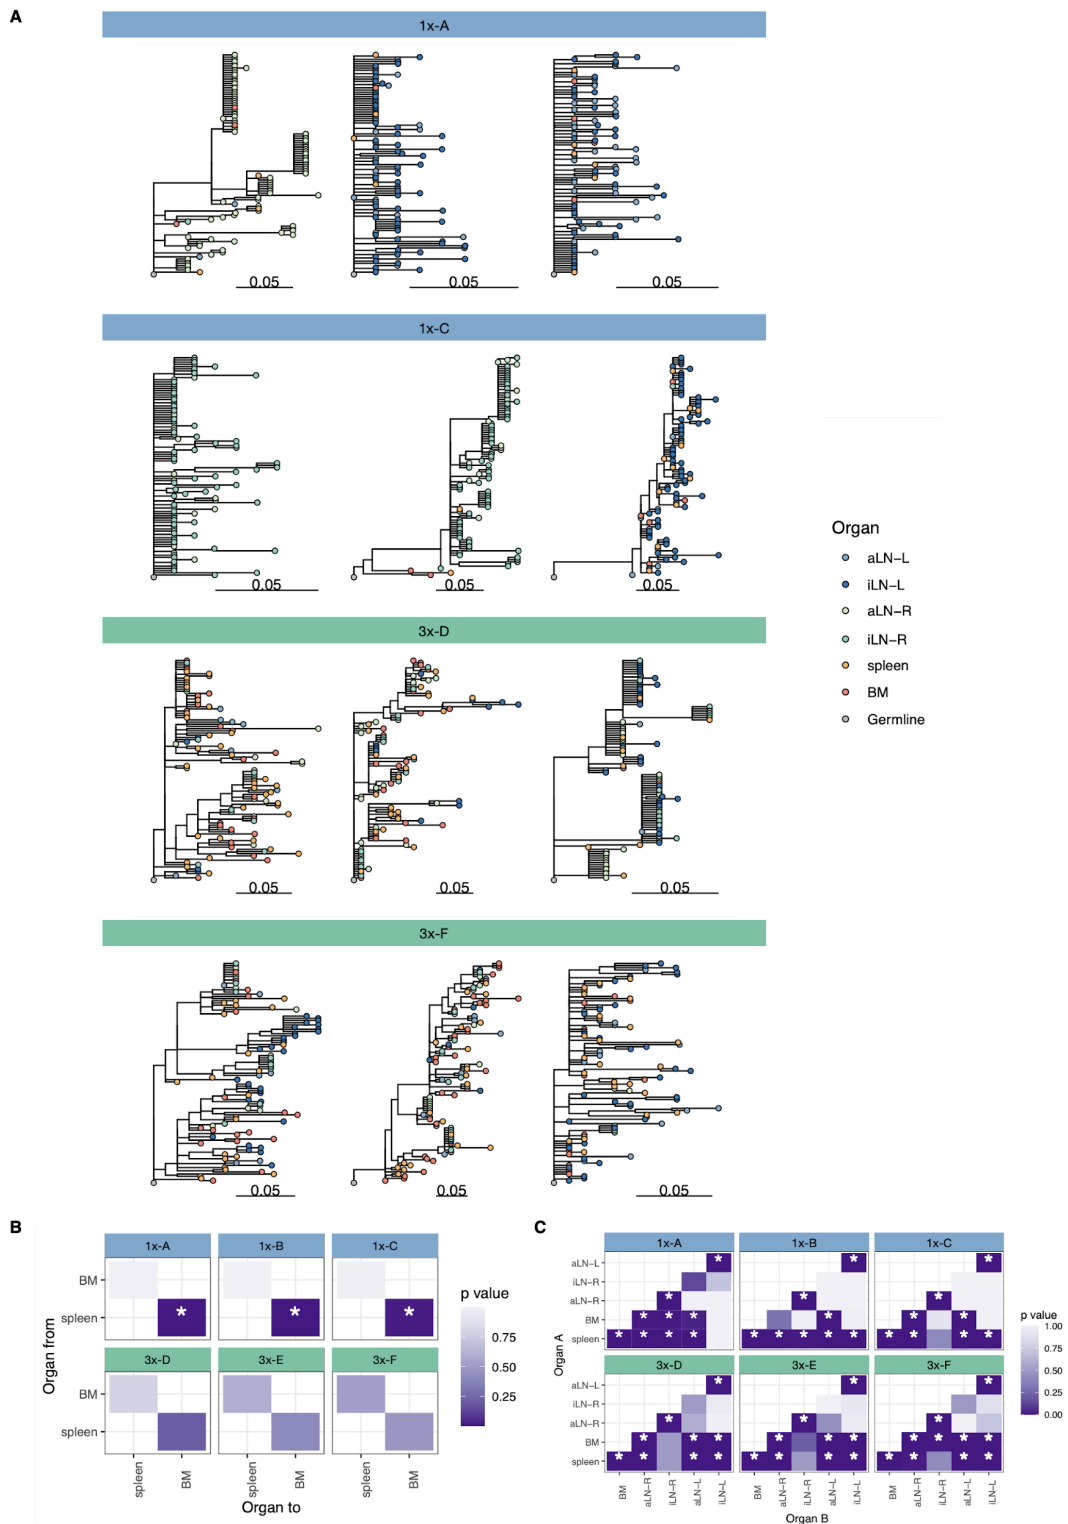 A
1x-A
0.05 0.05 0.05
1x-C
0.05 0.05 0.05
Organ
aLN-L
iLN-L
aLN-R
iLN-R
spleen
BM
Germline
3x-D
0.05 0.05 0.05
3x-F
0.05 0.05 0.05
B
1x-A 1x-B 1x-C
BM
spleen * * *
3x-D 3x-E 3x-F
BM
spleen
Organ from
spleen BM spleen BM spleen BM
Organ to
p value
0.75
0.50
0.25
C
1x-A 1x-B 1x-C
aLN-L * * *
iLN-R
aLN-R * * *
BM * * * * * *
spleen * * * * * * * * * * * * *
3x-D 3x-E 3x-F
aLN-L * * *
iLN-R
aLN-R * * *
BM * * * * * * * * *
spleen * * * * * * * * * * * *
Organ A
BM aLN-R iLN-R aLN-L iLN-L BM aLN-R iLN-R aLN-L iLN-L BM aLN-R iLN-R aLN-L iLN-L
Organ B
p value
1.00
0.75
0.50
0.25
0.00